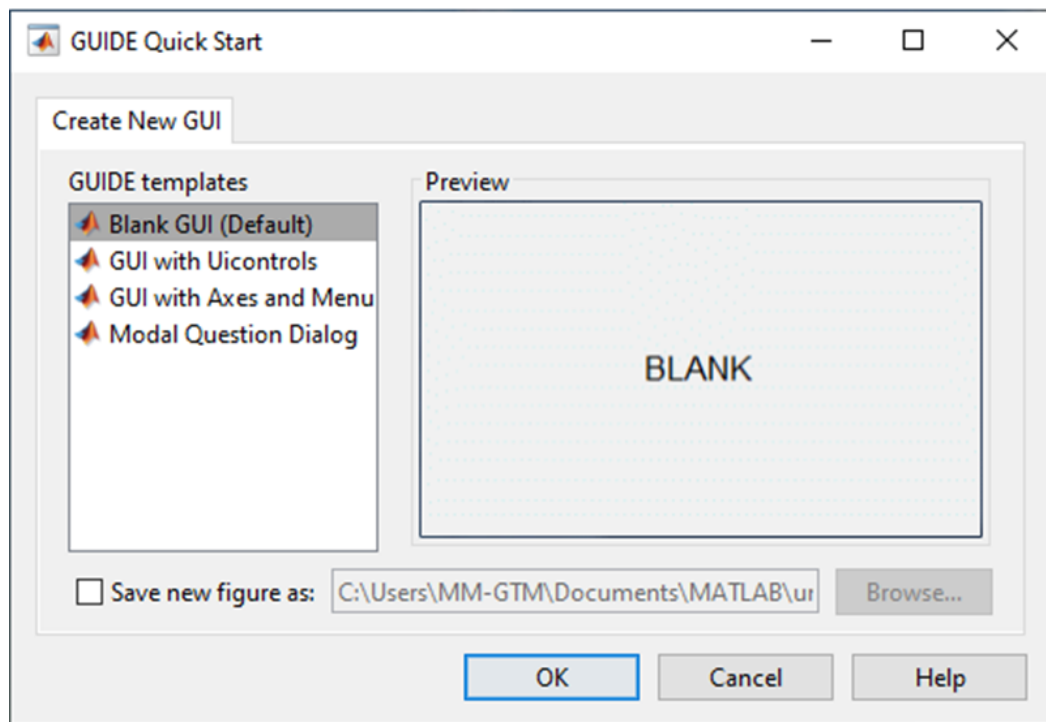 GUIDE Quick Start
Create New GUI
GUIDE templates
Blank GUI (Default)
GUI with Uicontrols
GUI with Axes and Menu
Modal Question Dialog
Preview
BLANK
Save new figure as: C:\Users\MM-GTM\Documents\MATLAB\ur Browse...
OK Cancel Help